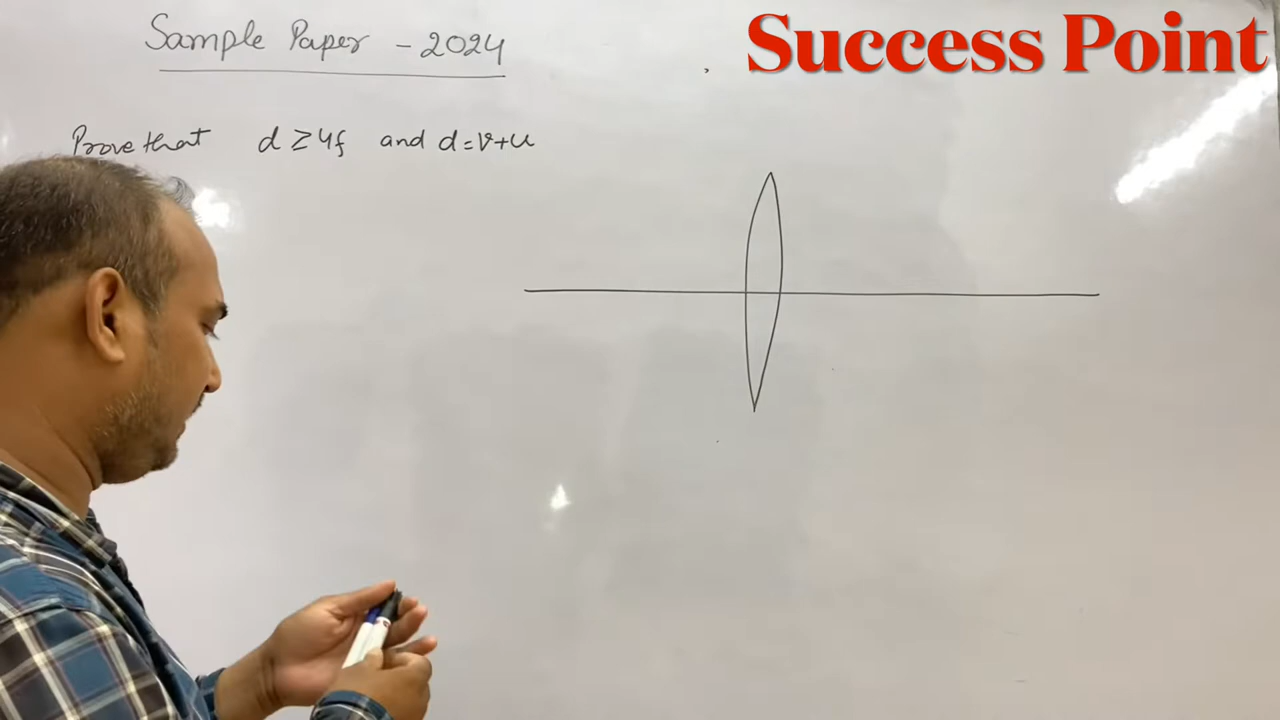 Sample Paper - 2024
Success Point
Prove that d ≥ 4f and d = v+u